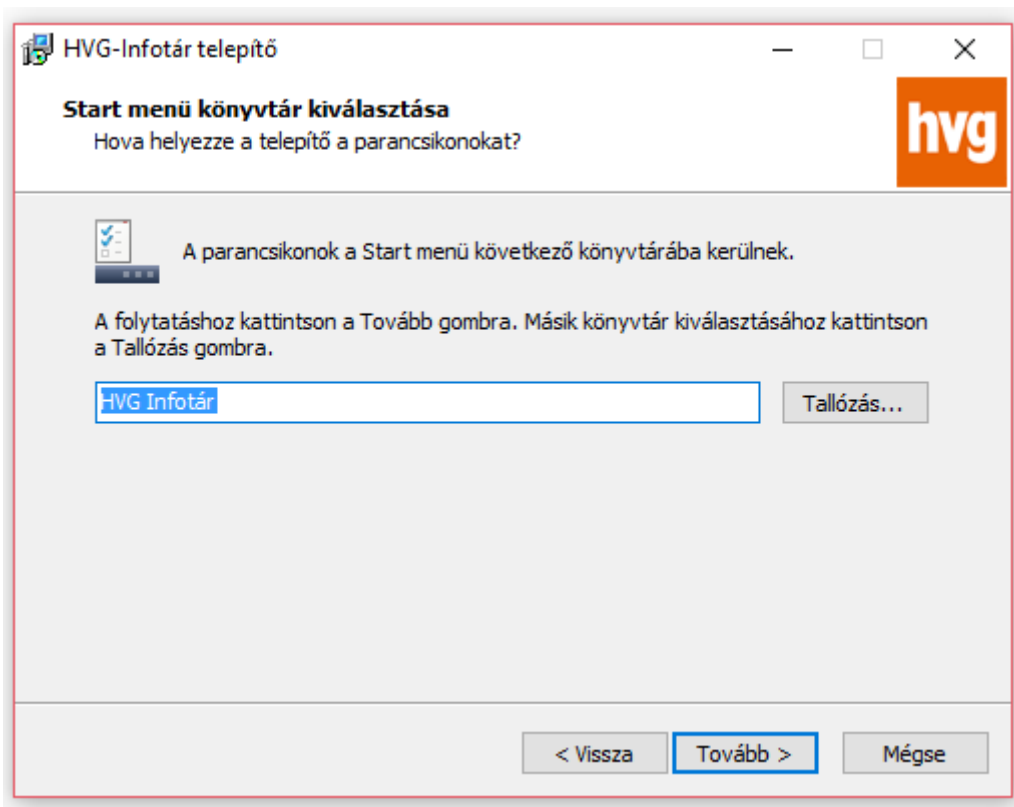 HVG-Infotár telepítő
Start menü könyvtár kiválasztása
Hova helyezze a telepítő a parancsikonokat?
hvg
A parancsikonok a Start menü következő könyvtárába kerülnek.
A folytatáshoz kattintson a Tovább gombra. Másik könyvtár kiválasztásához kattintson
a Tallózás gombra.
HVG Infotár
Tallózás...
< Vissza
Tovább >
Mégse